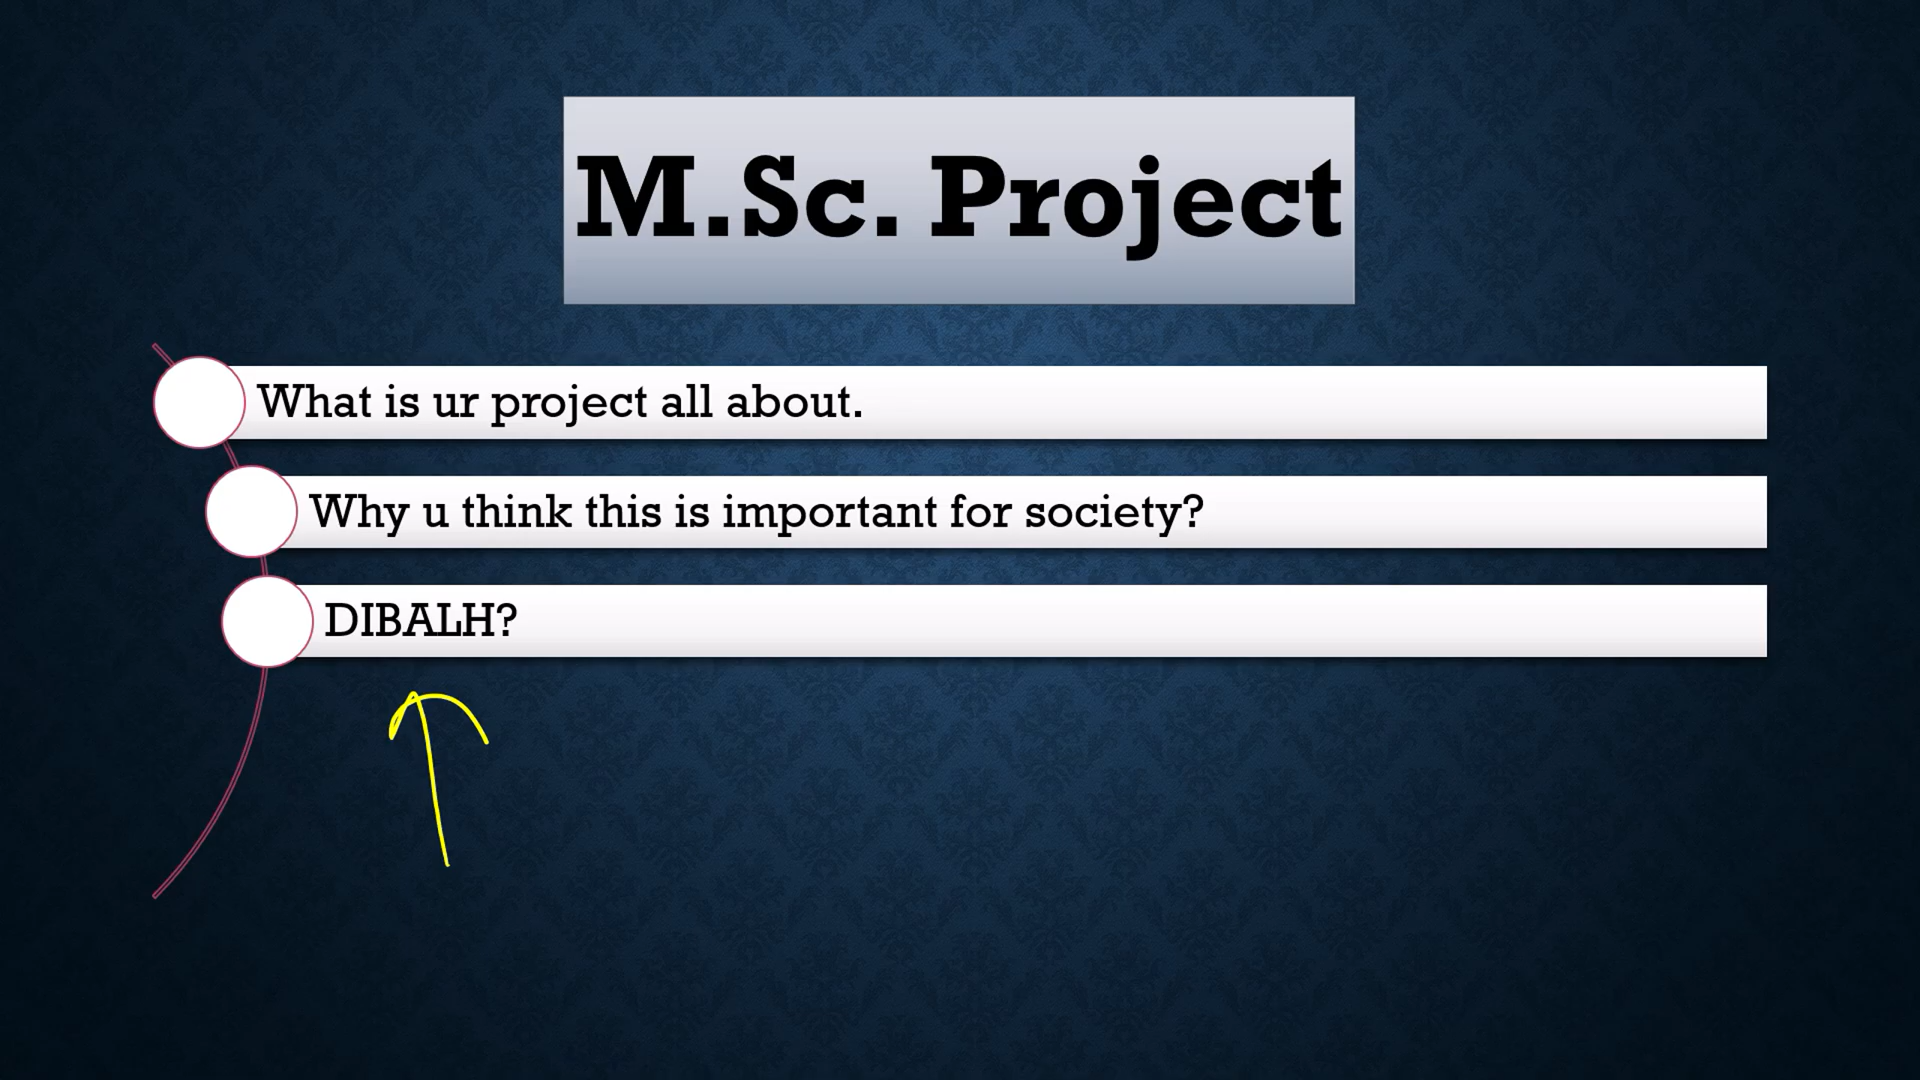 M.Sc. Project
What is ur project all about.
Why u think this is important for society?
DIBALH?